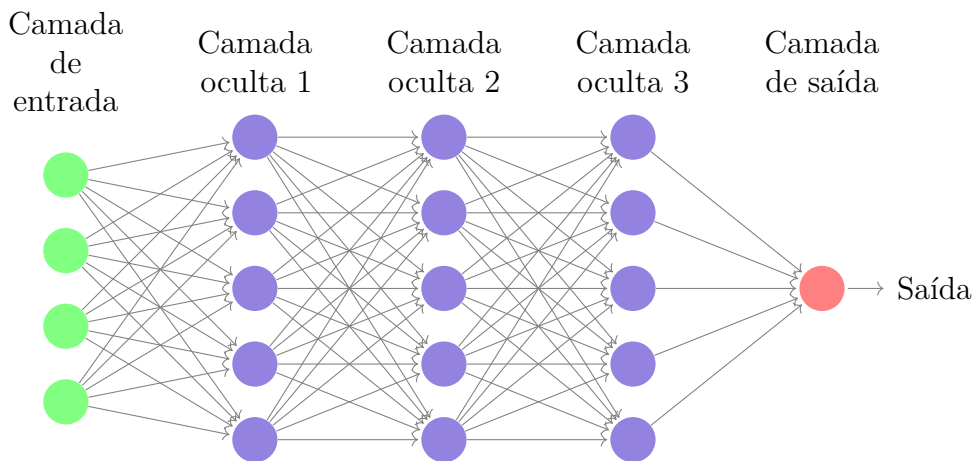 Camada
de
entrada
Camada
oculta 1
Camada
oculta 2
Camada
oculta 3
Camada
de saída
Saída